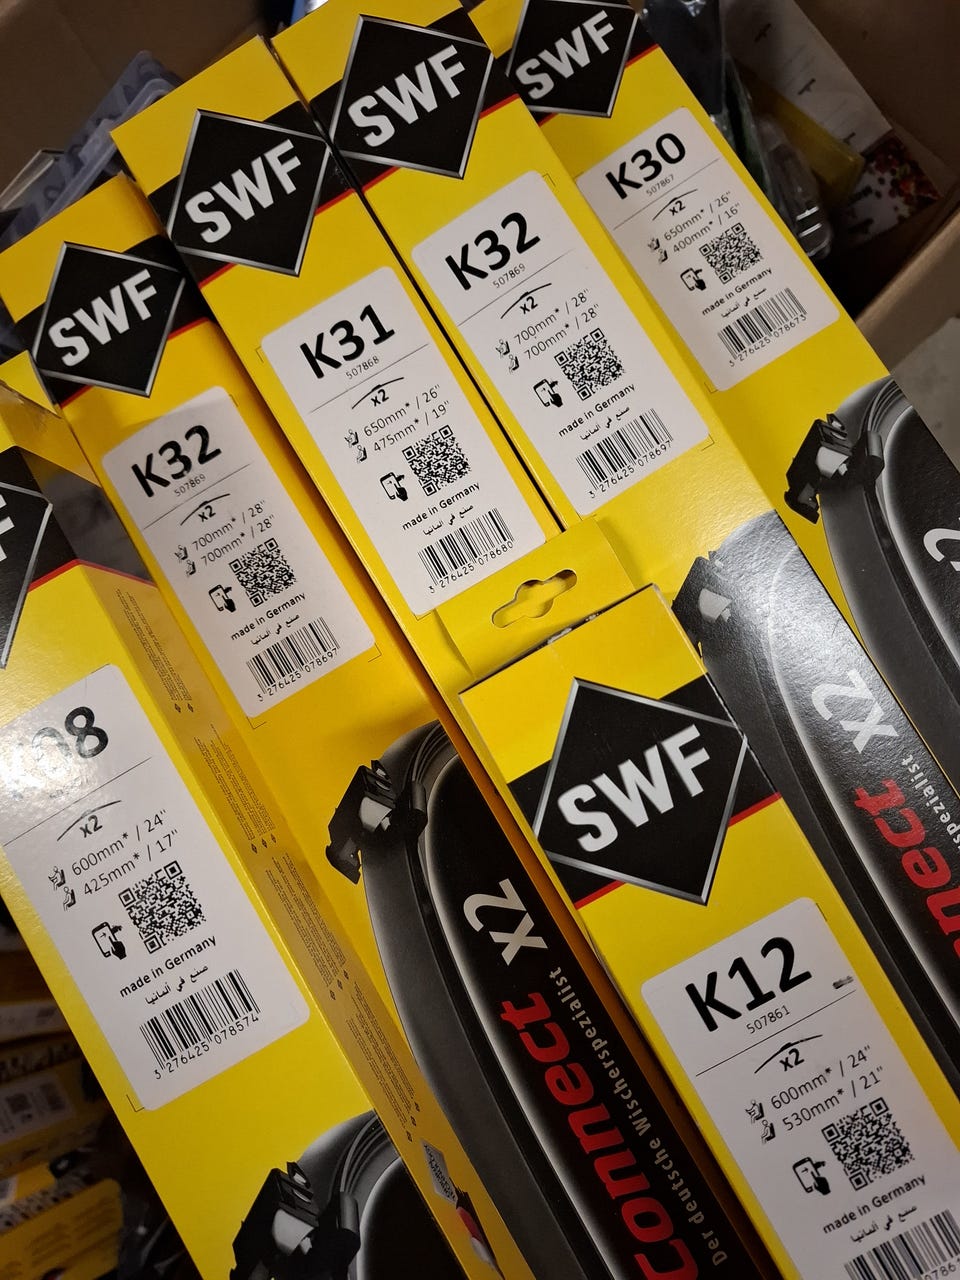 SWF
K30
507867
x2
650mm* / 26"
400mm* / 16"
made in Germany
صنع في ألمانيا
3 276425 078673
SWF
K32
507869
x2
700mm* / 28"
700mm* / 28"
made in Germany
صنع في ألمانيا
3 276425 078697
SWF
K31
507868
x2
650mm* / 26"
475mm* / 19"
made in Germany
صنع في ألمانيا
3 276425 078680
SWF
K32
507869
x2
700mm* / 28"
700mm* / 28"
made in Germany
صنع في ألمانيا
3 276425 078697
x2
600mm* / 24"
425mm* / 17"
made in Germany
صنع في ألمانيا
3 276425 078574
SWF
K12
507861
x2
600mm* / 24"
530mm* / 21"
made in Germany
صنع في ألمانيا
X2
connect
Der deutsche Wischerspezialist
X2